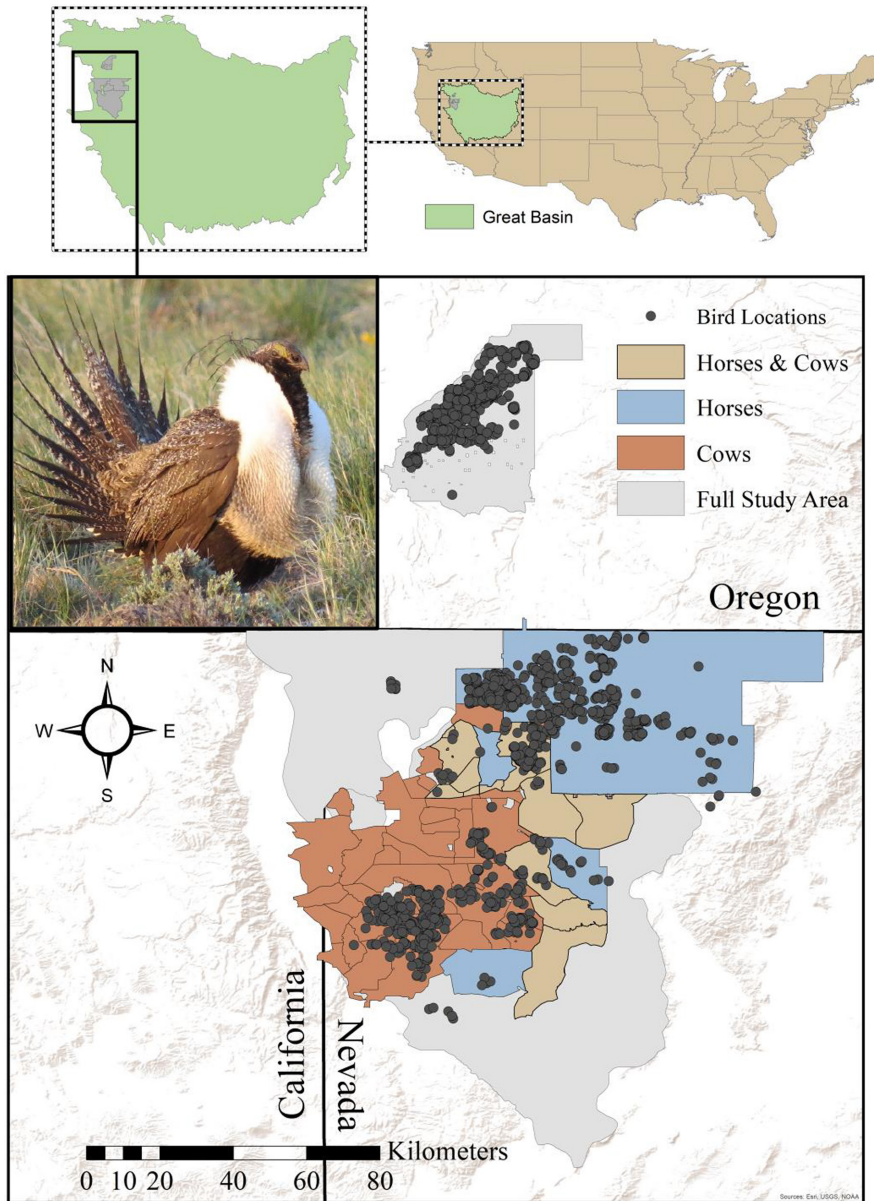 Great Basin
Bird Locations
Horses & Cows
Horses
Cows
Full Study Area
Oregon
N
W
E
S
California
Nevada
Kilometers
0 10 20 40 60 80
Sources: Esri, USGS, NOAA